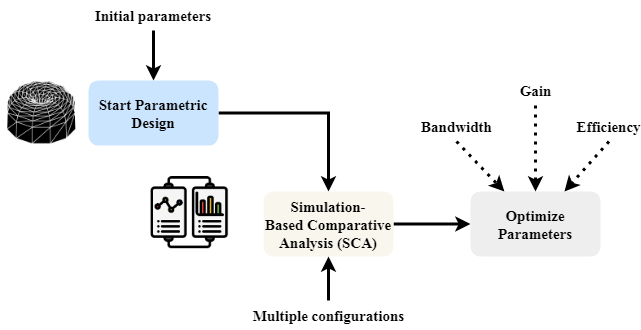 Initial parameters
Start Parametric
Design
Gain
Bandwidth
Efficiency
Simulation-
Based Comparative
Analysis (SCA)
Optimize
Parameters
Multiple configurations